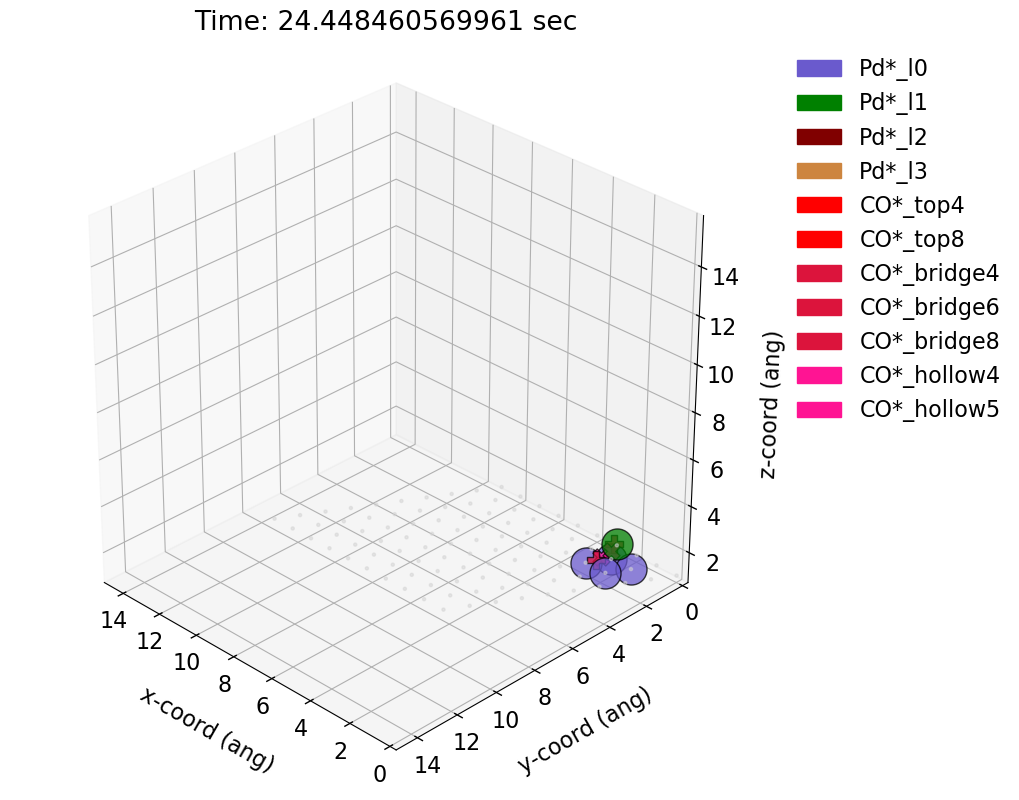 Time: 24.448460569961 sec
Pd*_l0
Pd*_l1
Pd*_l2
Pd*_l3
CO*_top4
CO*_top8
CO*_bridge4
CO*_bridge6
CO*_bridge8
CO*_hollow4
CO*_hollow5
14
12
10
8
6
4
2
z-coord (ang)
14
12
10
8
6
4
2
0
x-coord (ang)
0
2
4
6
8
10
12
14
y-coord (ang)